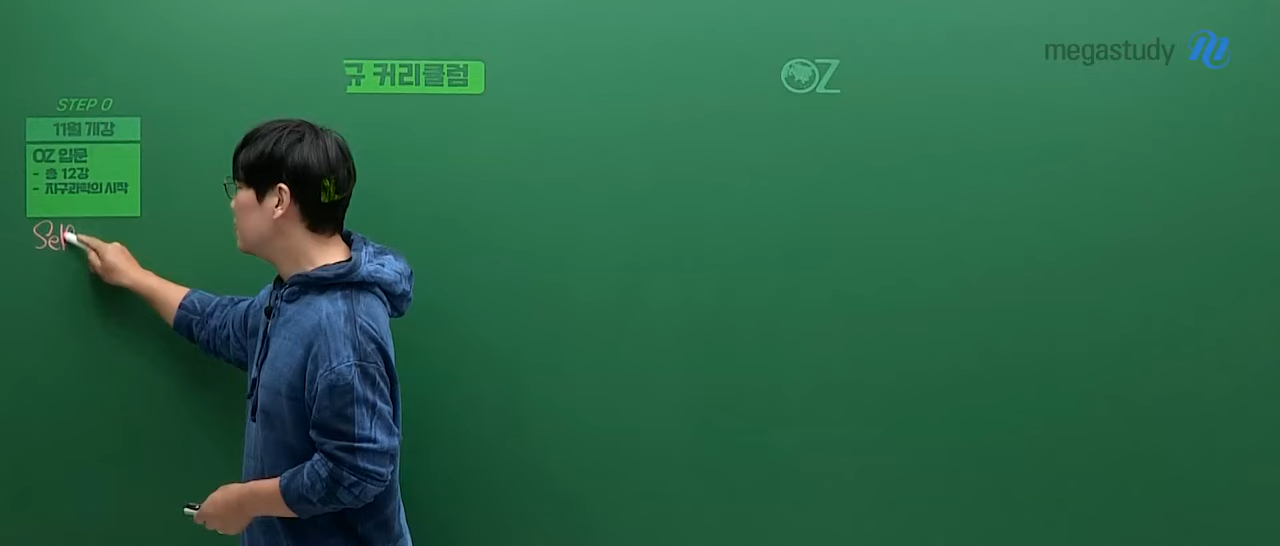 megastudy
규 커리큘럼
OZ
STEP 0
11월 개강
OZ 입문
- 총 12강
- 지구과학의 시작
Sel